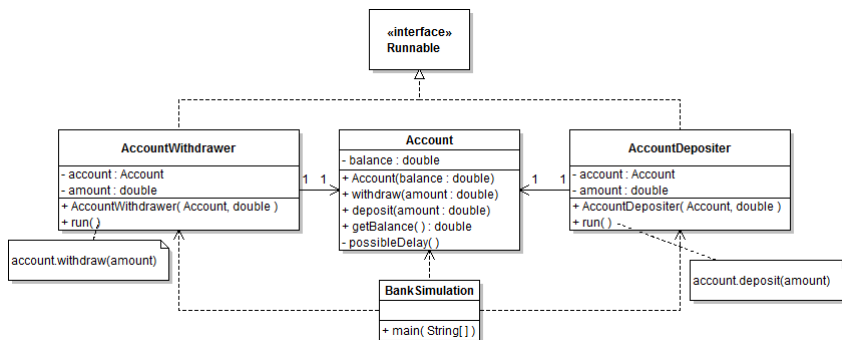 «interface»
Runnable
AccountWithdrawer
- account : Account
- amount : double
+ AccountWithdrawer( Account, double )
+ run( )
account.withdraw(amount)
1 1
Account
- balance : double
+ Account(balance : double)
+ withdraw(amount : double)
+ deposit(amount : double)
+ getBalance( ) : double
- possibleDelay( )
1 1
AccountDepositer
- account : Account
- amount : double
+ AccountDepositer( Account, double )
+ run( )
account.deposit(amount)
BankSimulation
+ main( String[ ] )